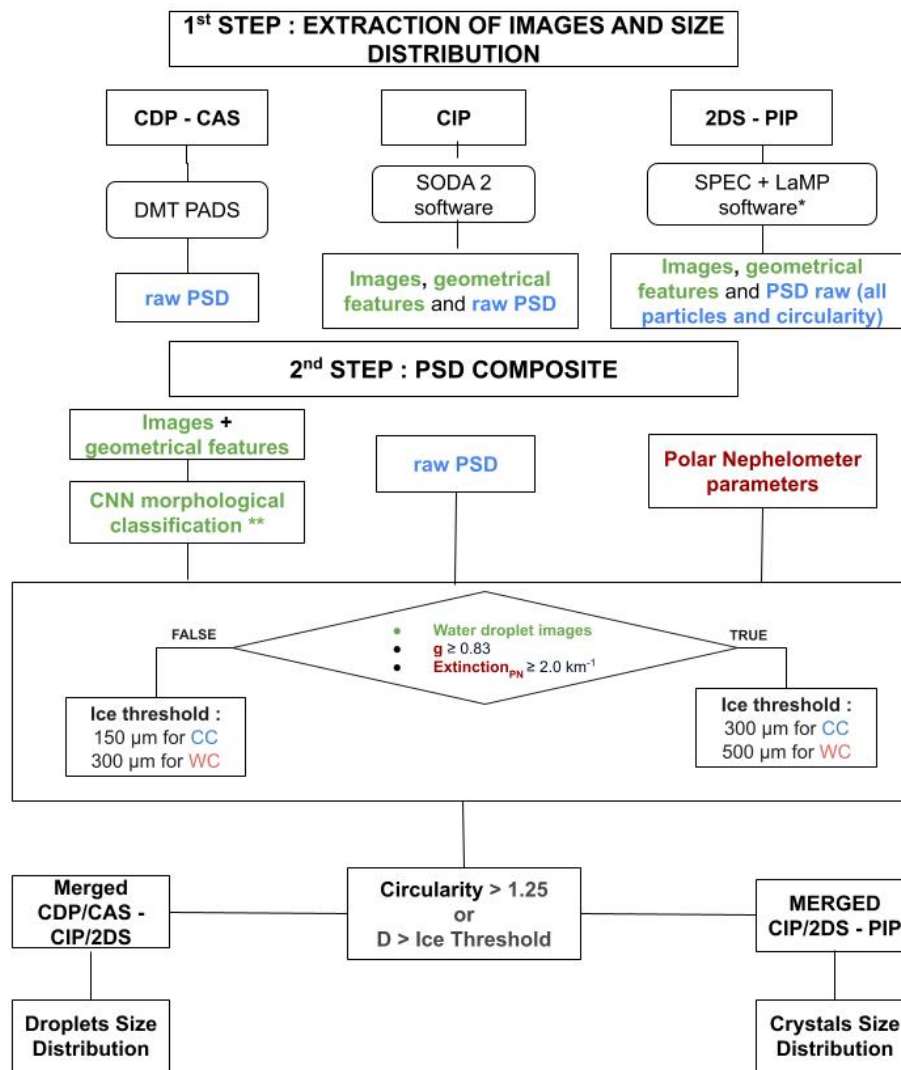 1st STEP : EXTRACTION OF IMAGES AND SIZE
DISTRIBUTION
CDP - CAS
CIP
2DS - PIP
DMT PADS
SODA 2
software
SPEC + LaMP
software*
raw PSD
Images, geometrical
features and raw PSD
Images, geometrical
features and PSD raw (all
particles and circularity)
2nd STEP : PSD COMPOSITE
Images +
geometrical features
raw PSD
Polar Nephelometer
parameters
CNN morphological
classification **
FALSE
• Water droplet images
• g ≥ 0.83
• ExtinctionPN ≥ 2.0 km-1
TRUE
Ice threshold :
150 µm for CC
300 µm for WC
Ice threshold :
300 µm for CC
500 µm for WC
Merged
CDP/CAS -
CIP/2DS
Circularity > 1.25
or
D > Ice Threshold
MERGED
CIP/2DS - PIP
Droplets Size
Distribution
Crystals Size
Distribution